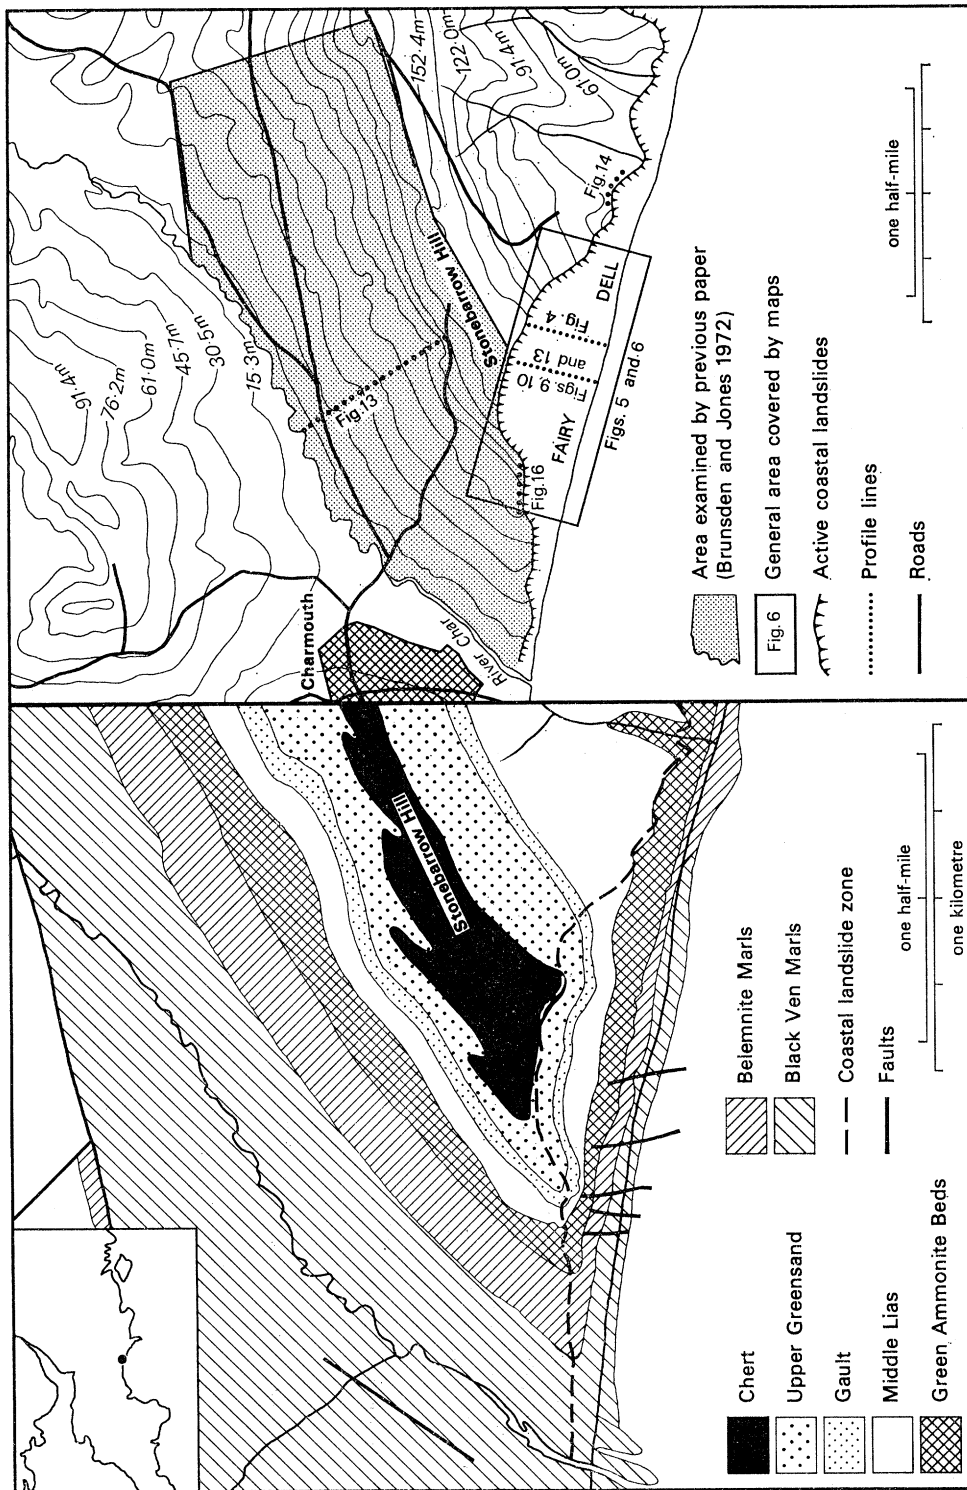 Stonebarrow Hill
Chert
Upper Greensand
Gault
Middle Lias
Green Ammonite Beds
Belemnite Marls
Black Ven Marls
Coastal landslide zone
Faults
one half-mile
one kilometre
91·4m
76·2m
61·0m
45·7m
30·5m
15·3m
Charmouth
River Char
Fig.13
Stonebarrow Hill
152·4m
122·0m
91·4m
61·0m
Fig.16
FAIRY DELL
Figs. 9,10
and 13
Fig. 4
Figs. 5 and 6
Fig.14
Area examined by previous paper
(Brunsden and Jones 1972)
Fig. 6
General area covered by maps
Active coastal landslides
Profile lines
Roads
one half-mile